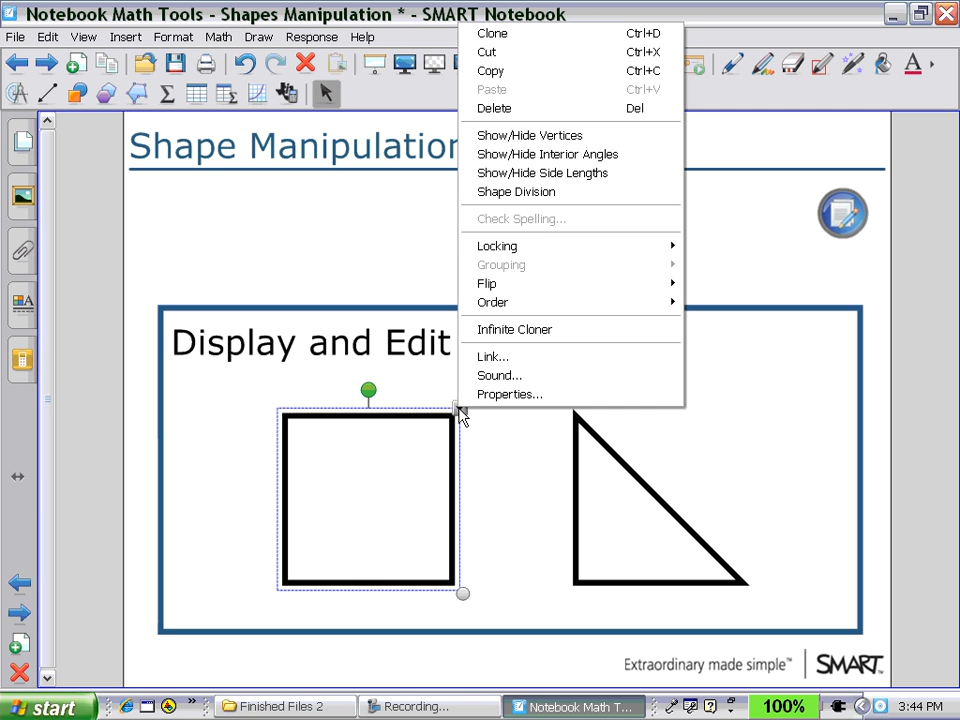 Notebook Math Tools - Shapes Manipulation * - SMART Notebook
File Edit View Insert Format Math Draw Response Help
Clone Ctrl+D
Cut Ctrl+X
Copy Ctrl+C
Paste Ctrl+V
Delete Del
Show/Hide Vertices
Show/Hide Interior Angles
Show/Hide Side Lengths
Shape Division
Check Spelling...
Locking
Grouping
Flip
Order
Infinite Cloner
Link...
Sound...
Properties...
Shape Manipulation
Display and Edit
Extraordinary made simple™ SMART
start Finished Files 2 Recording... Notebook Math T... 100% 3:44 PM